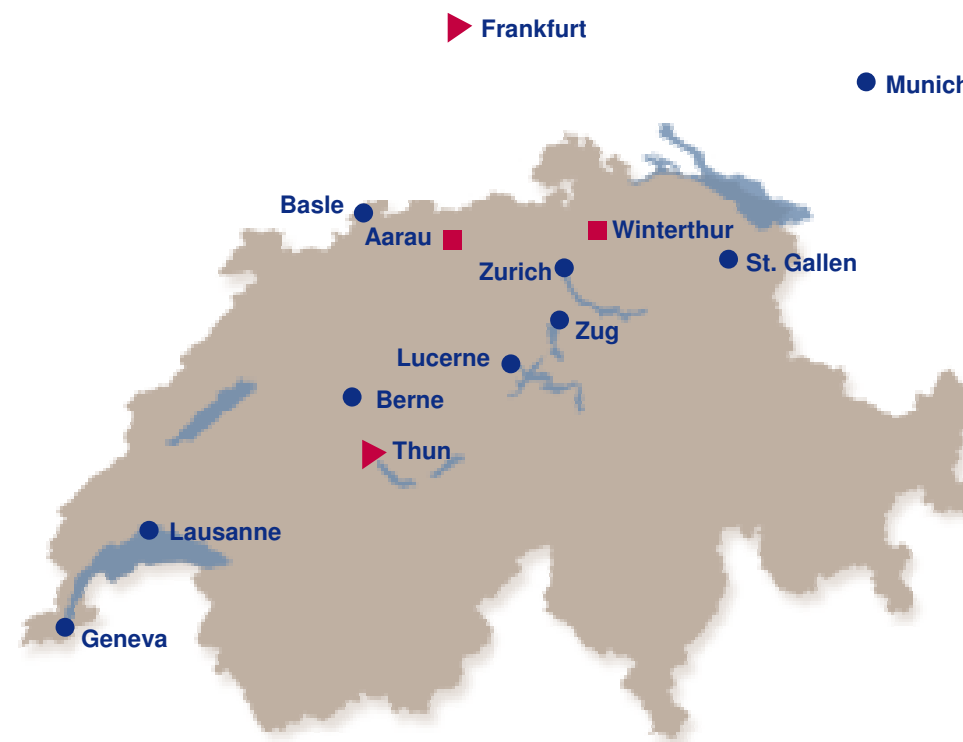 Frankfurt
Munich
Basle
Aarau
Winterthur
Zurich
St. Gallen
Zug
Lucerne
Berne
Thun
Lausanne
Geneva